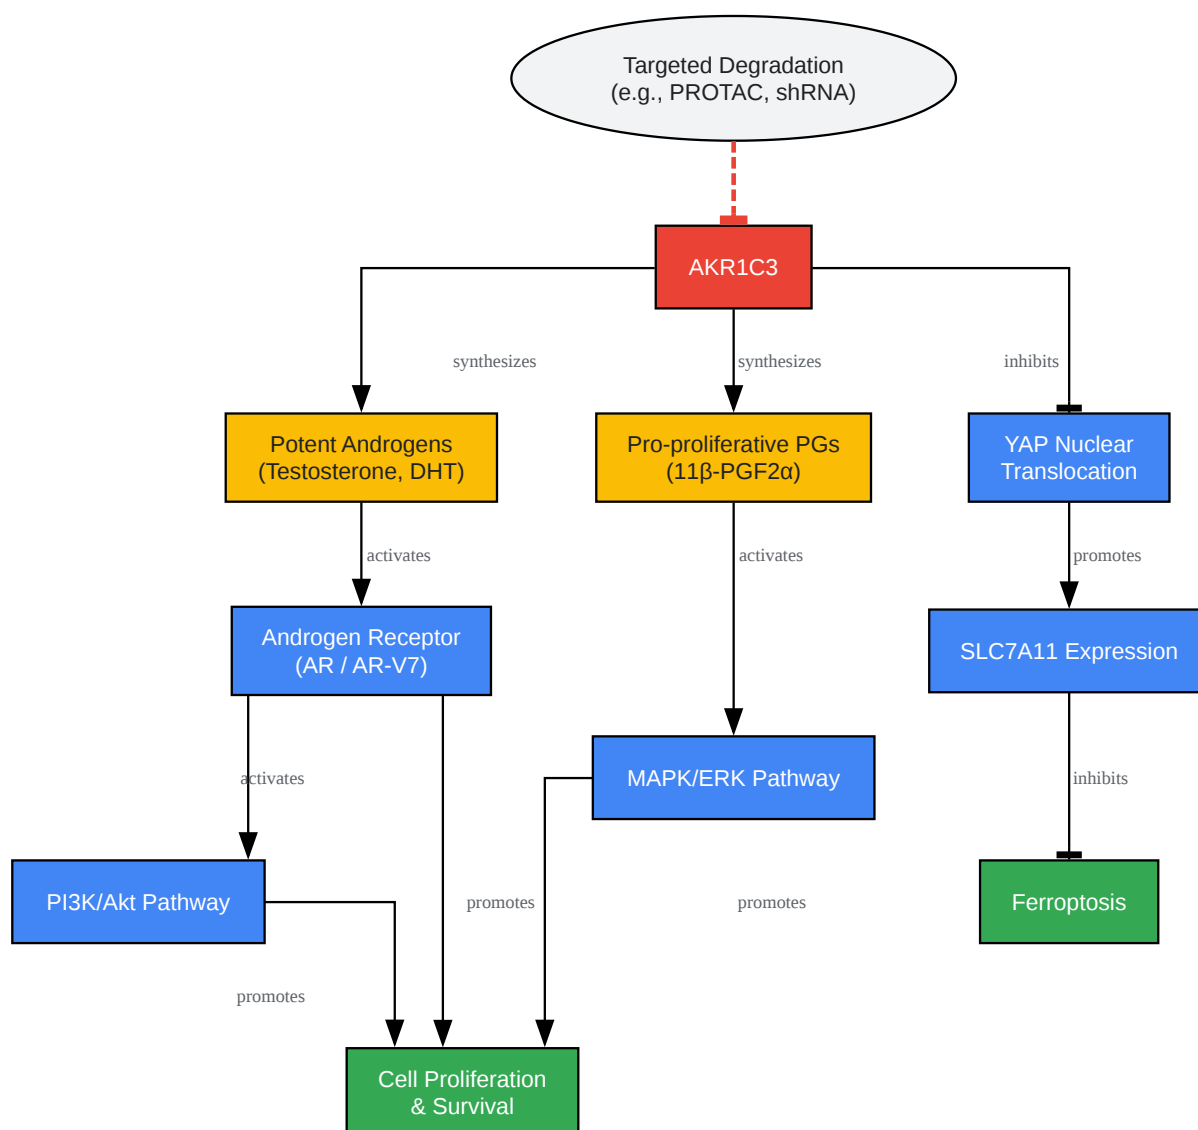 Targeted Degradation
(e.g., PROTAC, shRNA)
AKR1C3
synthesizes
synthesizes
inhibits
Potent Androgens
(Testosterone, DHT)
Pro-proliferative PGs
(11β-PGF2α)
YAP Nuclear
Translocation
activates
activates
promotes
Androgen Receptor
(AR / AR-V7)
SLC7A11 Expression
activates
MAPK/ERK Pathway
inhibits
PI3K/Akt Pathway
promotes
promotes
Ferroptosis
promotes
Cell Proliferation
& Survival